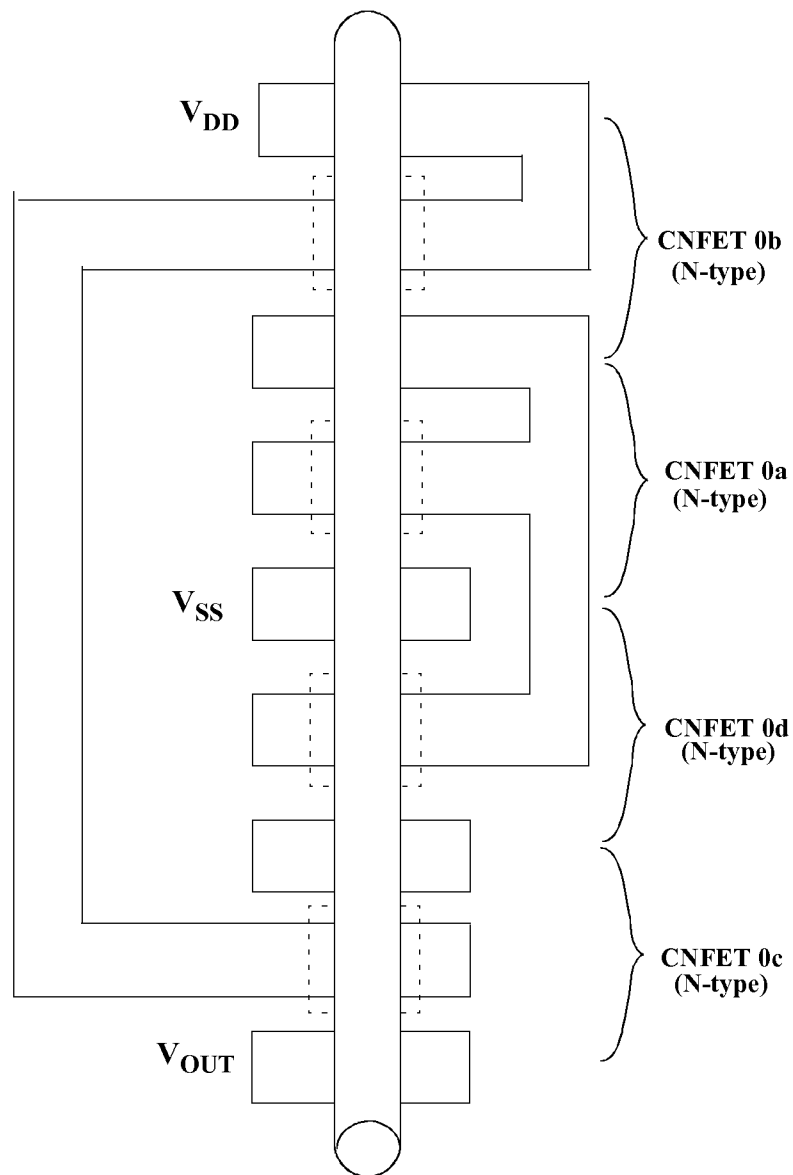 V_DD
CNFET 0b
(N-type)
CNFET 0a
(N-type)
V_SS
CNFET 0d
(N-type)
CNFET 0c
(N-type)
V_OUT